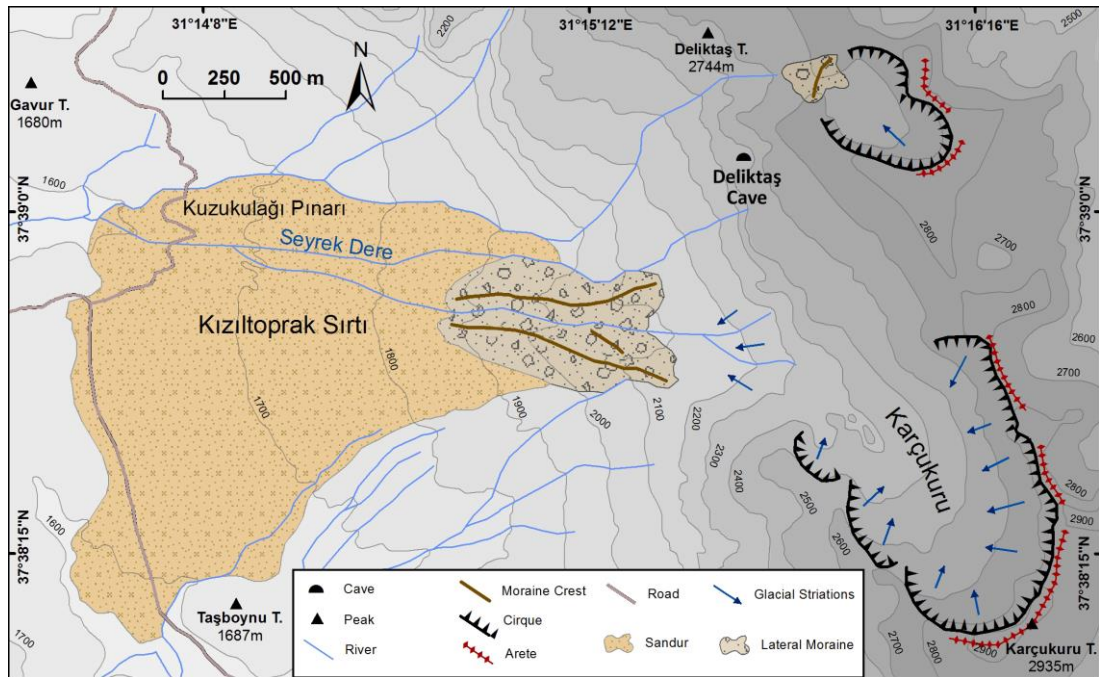 31°14'8"E
31°15'12"E
31°16'16"E
2200
2500
N
0 250 500 m
Deliktaş T.
2744m
Gavur T.
1680m
Deliktaş
Cave
1600
37°39'0"N
37°39'0"N
Kuzukulağı Pınarı
Seyrek Dere
2800
2700
Kızıltoprak Sırtı
2800
2600
1800
2700
1700
1900
2000
2100
2200
2300
2400
Karçukuru
2500
2800
2900
1600
2600
37°38'15"N
37°38'15"N
Taşboynu T.
1687m
1700
2700
2800
2900
Karçukuru T.
2935m
Cave
Moraine Crest
Road
Glacial Striations
Peak
Cirque
River
Arete
Sandur
Lateral Moraine